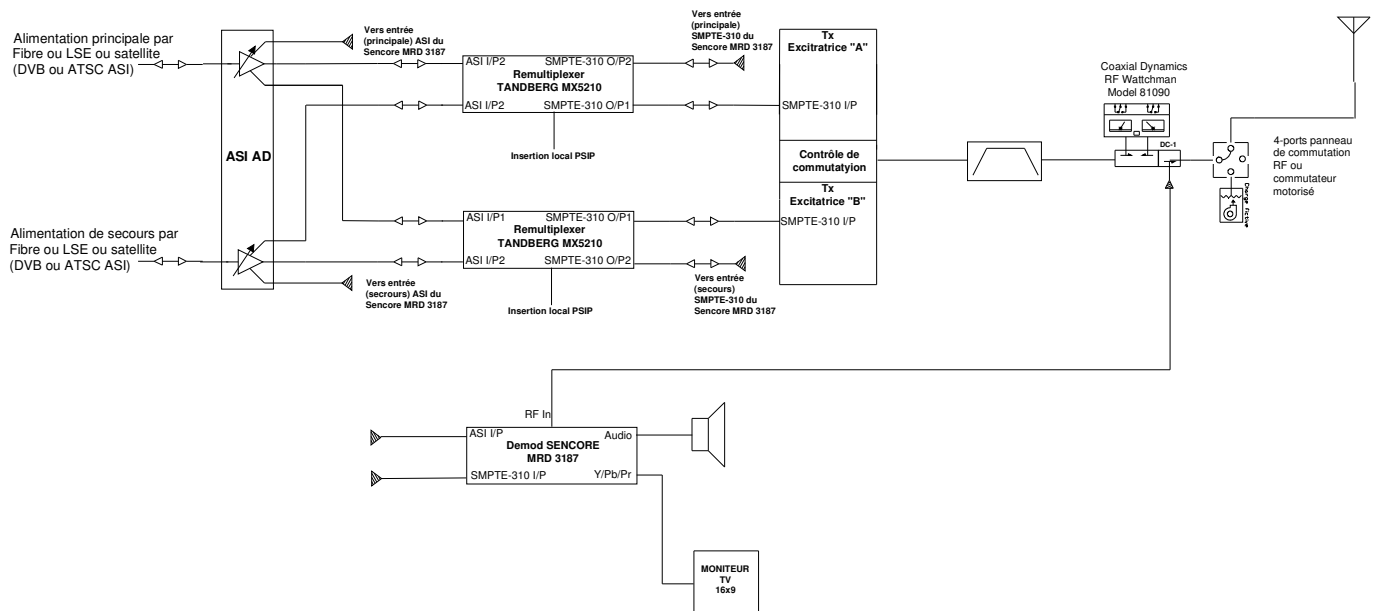 Alimentation principale par
Fibre ou LSE ou satellite
(DVB ou ATSC ASI)
Vers entrée
(principale) ASI du
Sencore MRD 3187
ASI AD
ASI I/P2
SMPTE-310 O/P2
Remultiplexer
TANDBERG MX5210
ASI I/P2
SMPTE-310 O/P1
Insertion local PSIP
Vers entrée
(principale)
SMPTE-310 du
Sencore MRD 3187
Tx
Excitratrice "A"
SMPTE-310 I/P
Contrôle de
commutatyion
Tx
Excitatrice "B"
SMPTE-310 I/P
Coaxial Dynamics
RF Wattchman
Model 81090
DC-1
4-ports panneau
de commutation
RF ou
commutateur
motorisé
Charge fictive
Alimentation de secours par
Fibre ou LSE ou satellite
(DVB ou ATSC ASI)
ASI I/P1
SMPTE-310 O/P1
Remultiplexer
TANDBERG MX5210
ASI I/P2
SMPTE-310 O/P2
Insertion local PSIP
Vers entrée
(secrours) ASI du
Sencore MRD 3187
Vers entrée
(secours)
SMPTE-310 du
Sencore MRD 3187
RF In
ASI I/P
Audio
Demod SENCORE
MRD 3187
SMPTE-310 I/P
Y/Pb/Pr
MONITEUR
TV
16x9